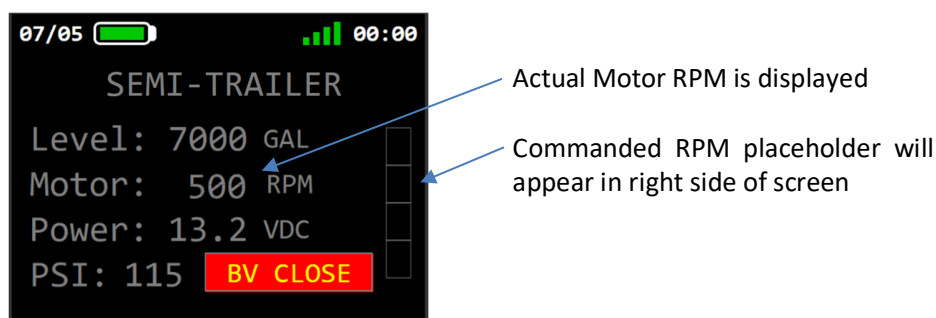 07/05 00:00
SEMI-TRAILER
Level: 7000 GAL
Motor: 500 RPM
Power: 13.2 VDC
PSI: 115 BV CLOSE
Actual Motor RPM is displayed
Commanded RPM placeholder will
appear in right side of screen